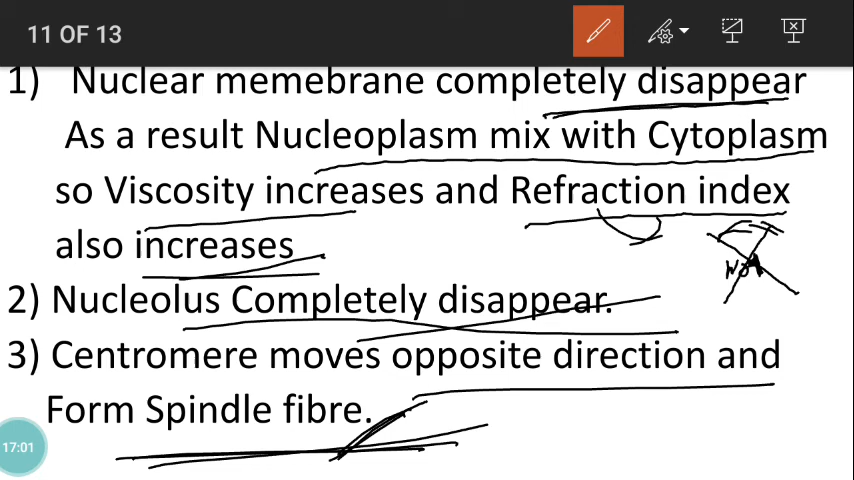 11 OF 13
1) Nuclear memebrane completely disappear
As a result Nucleoplasm mix with Cytoplasm
so Viscosity increases and Refraction index
also increases
2) Nucleolus Completely disappear.
3) Centromere moves opposite direction and
Form Spindle fibre.
17:01